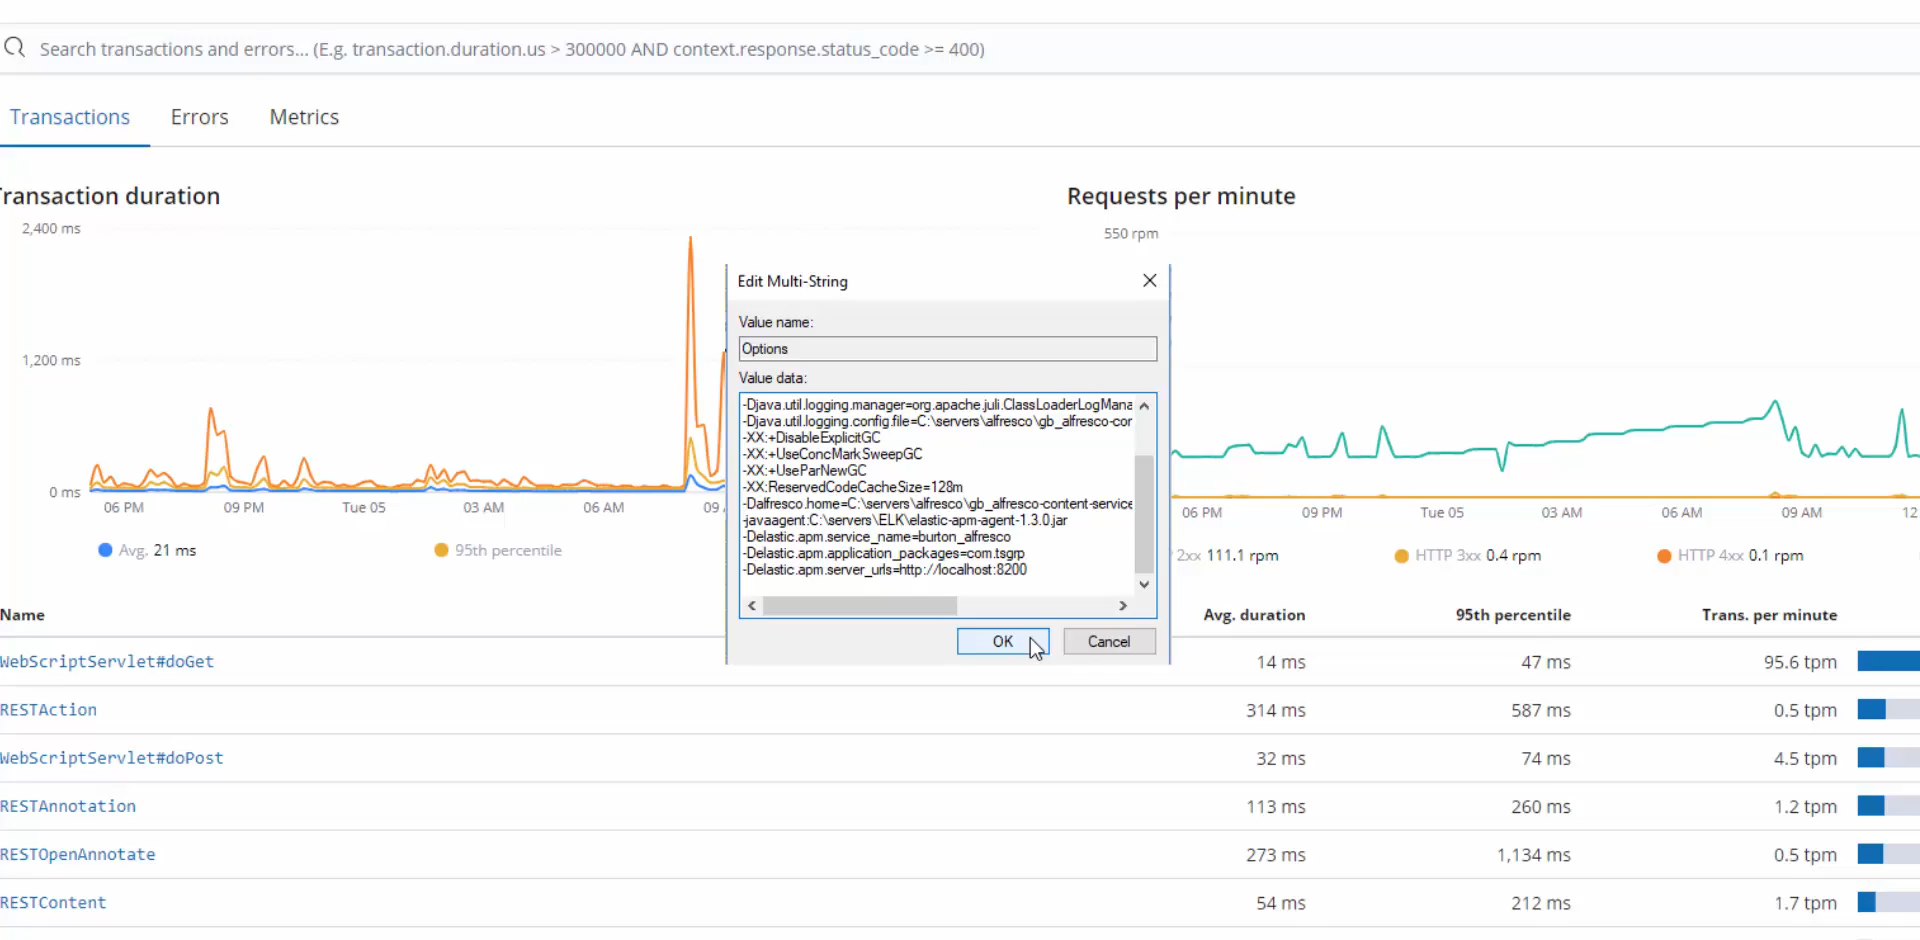 Search transactions and errors... (E.g. transaction.duration.us > 300000 AND context.response.status_code >= 400)
Transactions Errors Metrics
Transaction duration
2,400 ms
1,200 ms
0 ms
06 PM 09 PM Tue 05 03 AM 06 AM 09
Avg. 21 ms 95th percentile
Requests per minute
550 rpm
06 PM 09 PM Tue 05 03 AM 06 AM 09 AM 12
2xx 111.1 rpm HTTP 3xx 0.4 rpm HTTP 4xx 0.1 rpm
Edit Multi-String
Value name:
Options
Value data:
-Djava.util.logging.manager=org.apache.juli.ClassLoaderLogMana
-Djava.util.logging.config.file=C:\servers\alfresco\gb_alfresco-cor
-XX:+DisableExplicitGC
-XX:+UseConcMarkSweepGC
-XX:+UseParNewGC
-XX:ReservedCodeCacheSize=128m
-Dalfresco.home=C:\servers\alfresco\gb_alfresco-content-service
-javaagent:C:\servers\ELK\elastic-apm-agent-1.3.0.jar
-Delastic.apm.service_name=burton_alfresco
-Delastic.apm.application_packages=com.tsgrp
-Delastic.apm.server_urls=http://localhost:8200
OK Cancel
Name Avg. duration 95th percentile Trans. per minute
WebScriptServlet#doGet 14 ms 47 ms 95.6 tpm
RESTAction 314 ms 587 ms 0.5 tpm
WebScriptServlet#doPost 32 ms 74 ms 4.5 tpm
RESTAnnotation 113 ms 260 ms 1.2 tpm
RESTOpenAnnotate 273 ms 1,134 ms 0.5 tpm
RESTContent 54 ms 212 ms 1.7 tpm